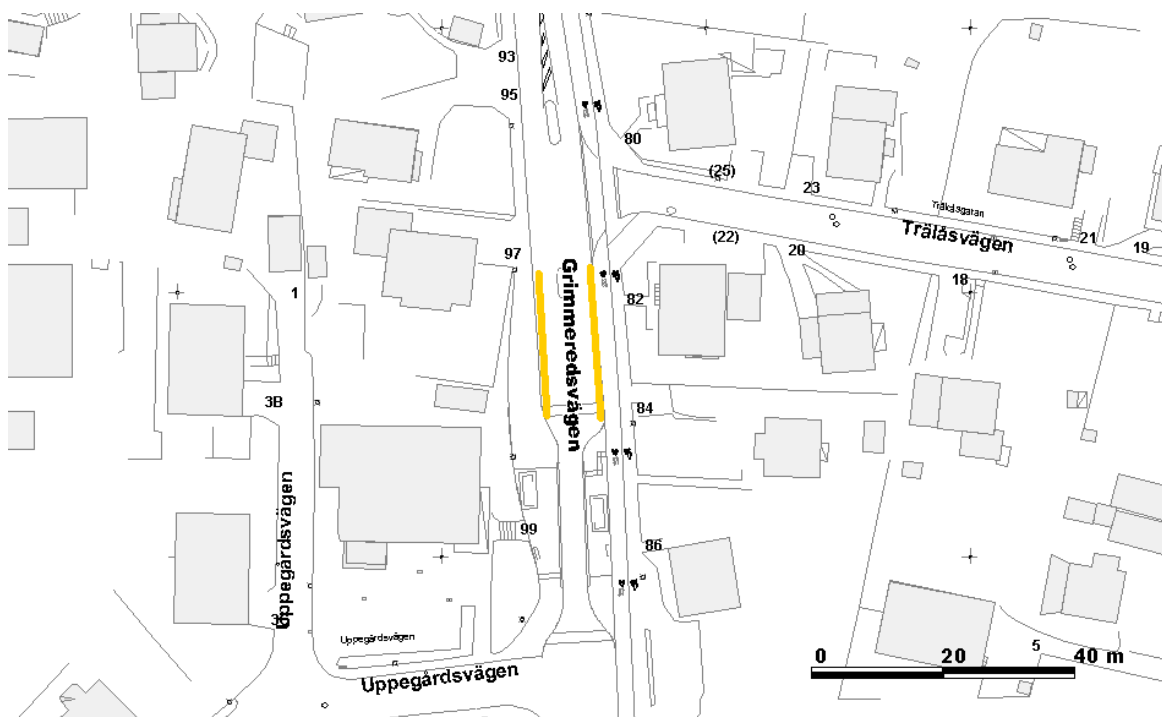 93
95
80
(25)
23
Trälåsgatan
Trälåsvägen
21
19
(22)
20
18
97
1
82
Grimmeredsvägen
3B
84
Uppegårdsvägen
99
86
Uppegårdsvägen
Uppegårdsvägen
5
0 20 40 m